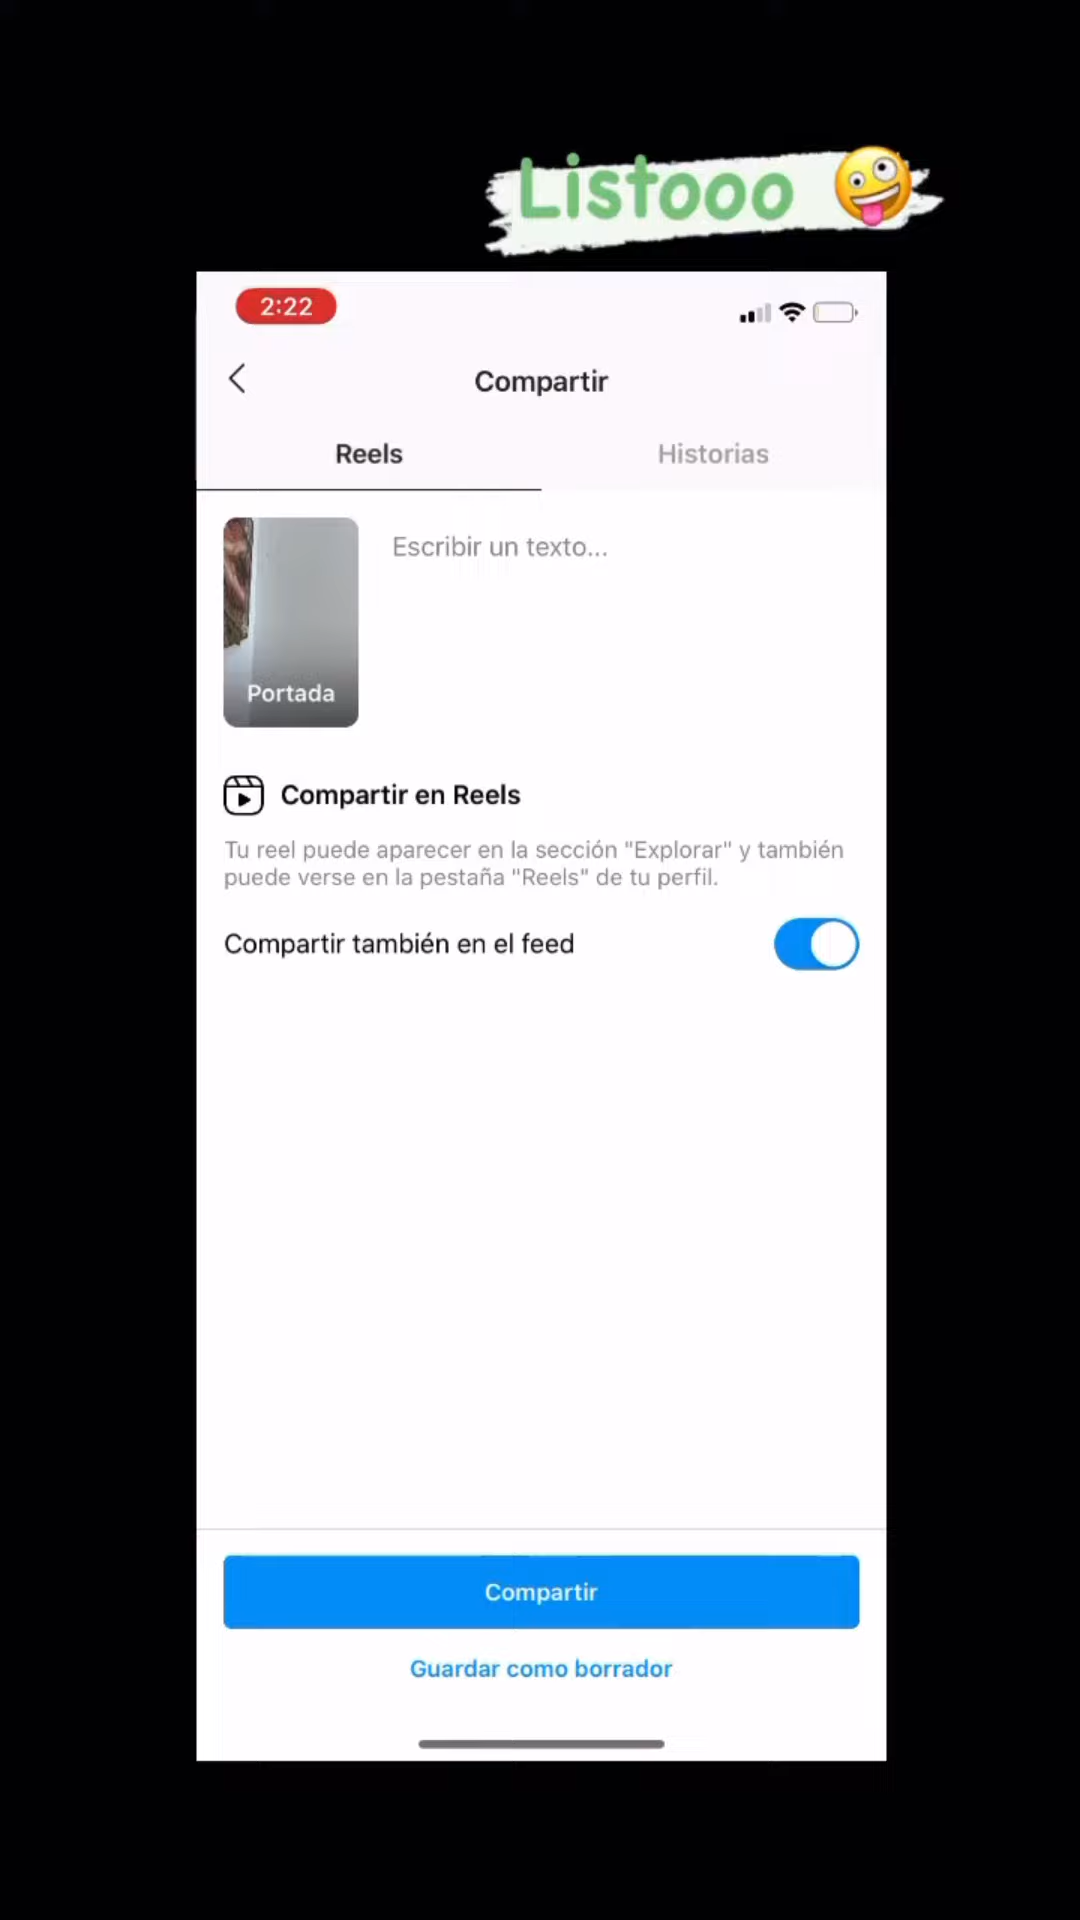 Listooo 🤪
2:22
Compartir
Reels
Historias
Escribir un texto...
Portada
Compartir en Reels
Tu reel puede aparecer en la sección "Explorar" y también
puede verse en la pestaña "Reels" de tu perfil.
Compartir también en el feed
Compartir
Guardar como borrador